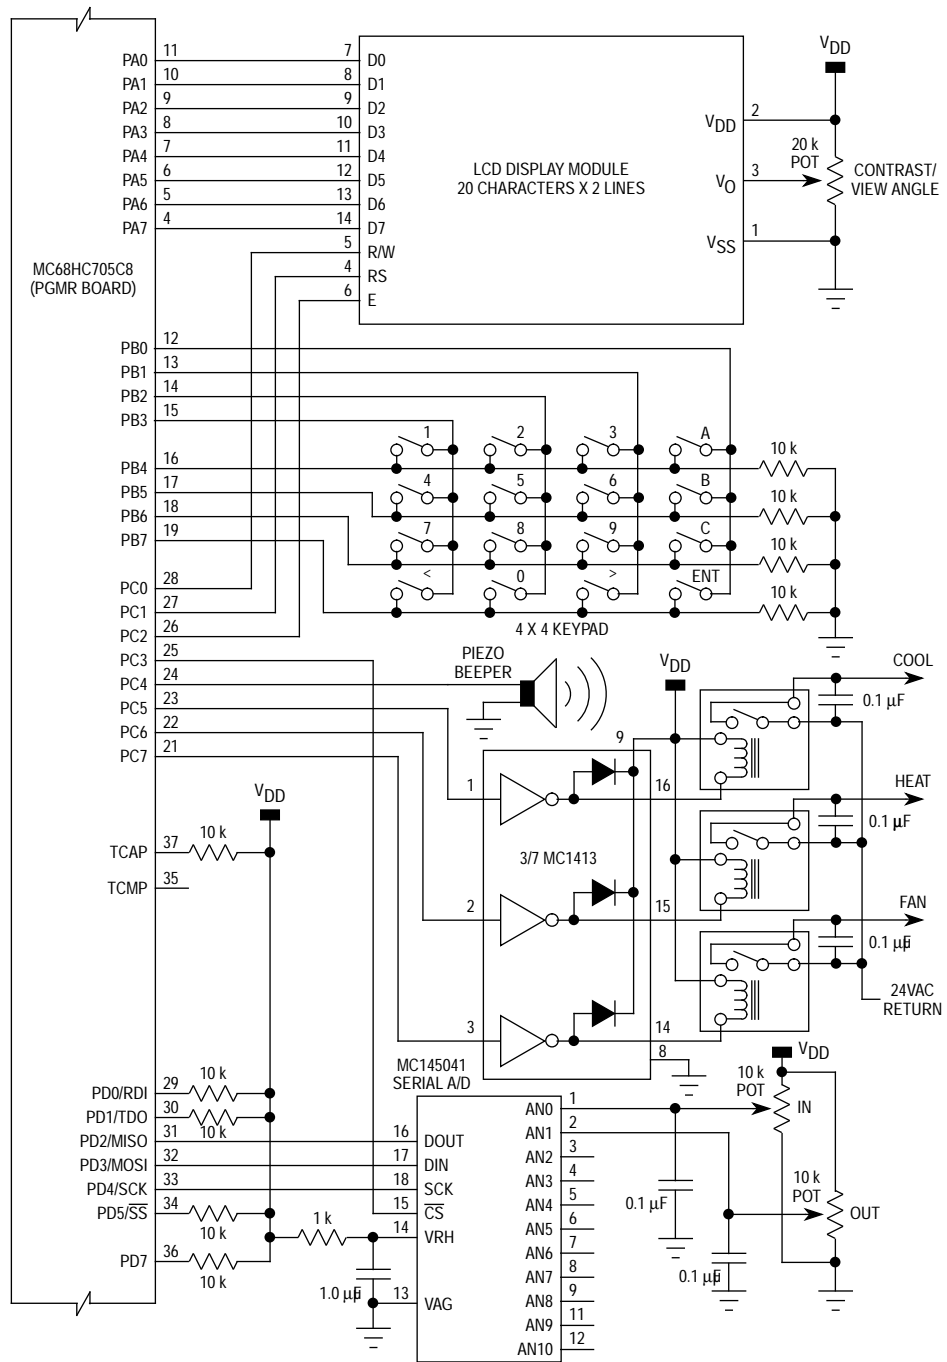 PA0 11 7 D0
PA1 10 8 D1
PA2 9 9 D2
PA3 8 10 D3
PA4 7 11 D4
PA5 6 12 D5
PA6 5 13 D6
PA7 4 14 D7
5 R/W
4 RS
6 E
LCD DISPLAY MODULE
20 CHARACTERS X 2 LINES
VDD 2
VO 3
VSS 1
VDD
20 k
POT
CONTRAST/
VIEW ANGLE
MC68HC705C8
(PGMR BOARD)
PB0 12
PB1 13
PB2 14
PB3 15
PB4 16
PB5 17
PB6 18
PB7 19
1 2 3 A
10 k
4 5 6 B
10 k
7 8 9 C
10 k
< 0 > ENT
10 k
4 X 4 KEYPAD
PC0 28
PC1 27
PC2 26
PC3 25
PC4 24
PC5 23
PC6 22
PC7 21
PIEZO
BEEPER
VDD
COOL
0.1 µF
HEAT
0.1 µF
FAN
0.1 µF
24VAC
RETURN
9
1 16
3/7 MC1413
2 15
3 14
8
VDD
TCAP 37 10 k
TCMP 35
PD0/RDI 29 10 k
PD1/TDO 30 10 k
PD2/MISO 31
PD3/MOSI 32
PD4/SCK 33
PD5/SS 34 10 k
PD7 36 10 k
1 k
1.0 µF
MC145041
SERIAL A/D
16 DOUT
17 DIN
18 SCK
15 CS
14 VRH
13 VAG
AN0 1
AN1 2
AN2 3
AN3 4
AN4 5
AN5 6
AN6 7
AN7 8
AN8 9
AN9 11
AN10 12
0.1 µF
0.1 µF
VDD
10 k
POT
IN
10 k
POT
OUT